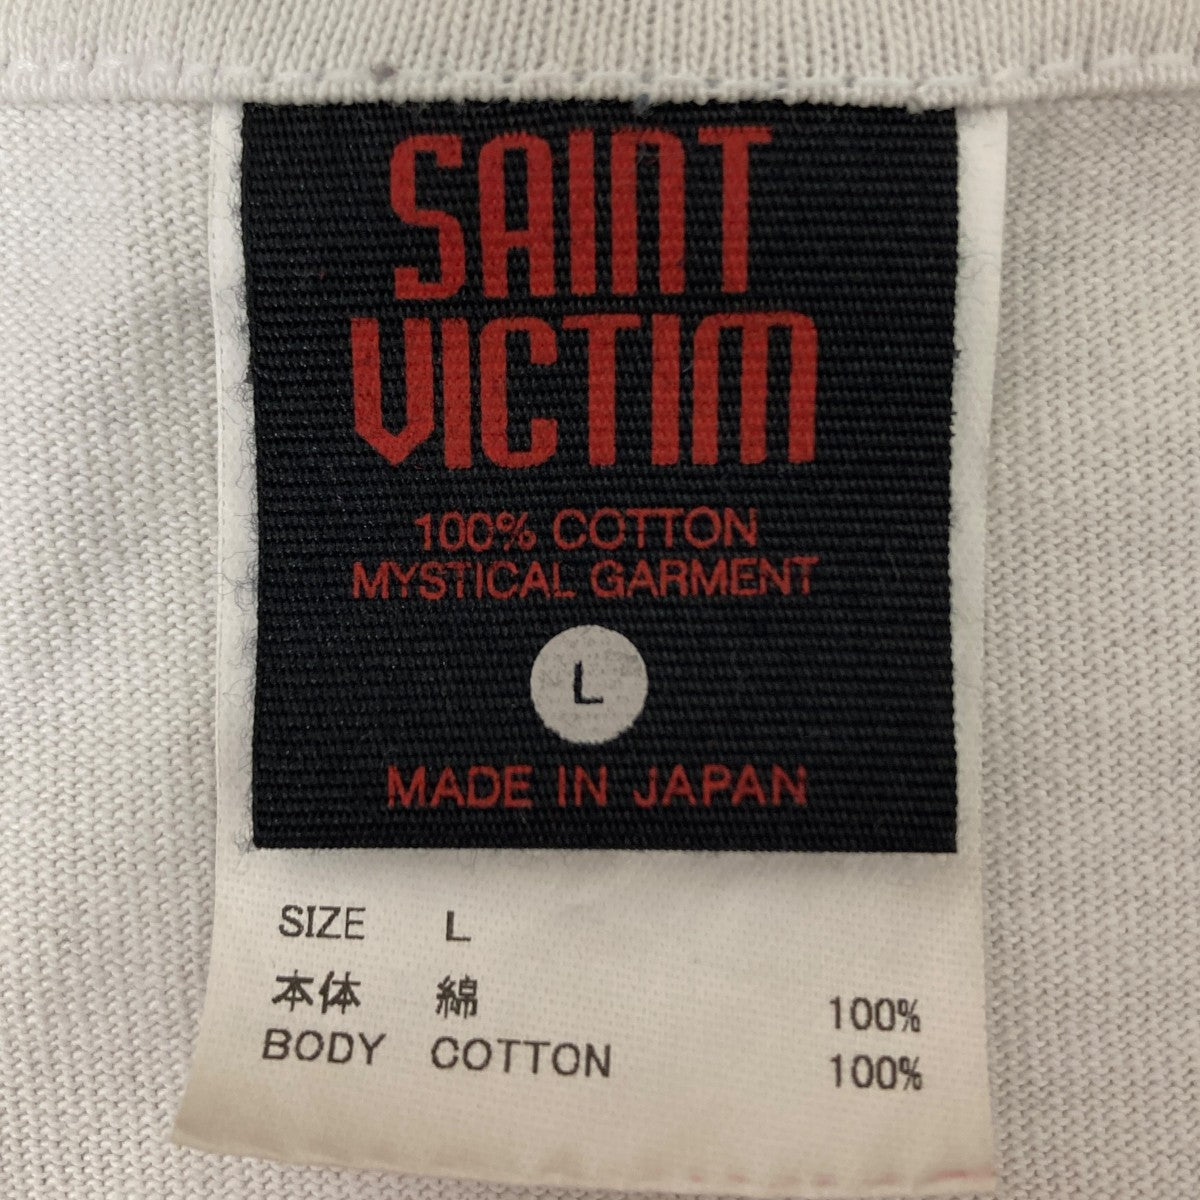 SAINT
VICTIM
100% COTTON
MYSTICAL GARMENT
L
MADE IN JAPAN
SIZE L
本体 綿 100%
BODY COTTON 100%